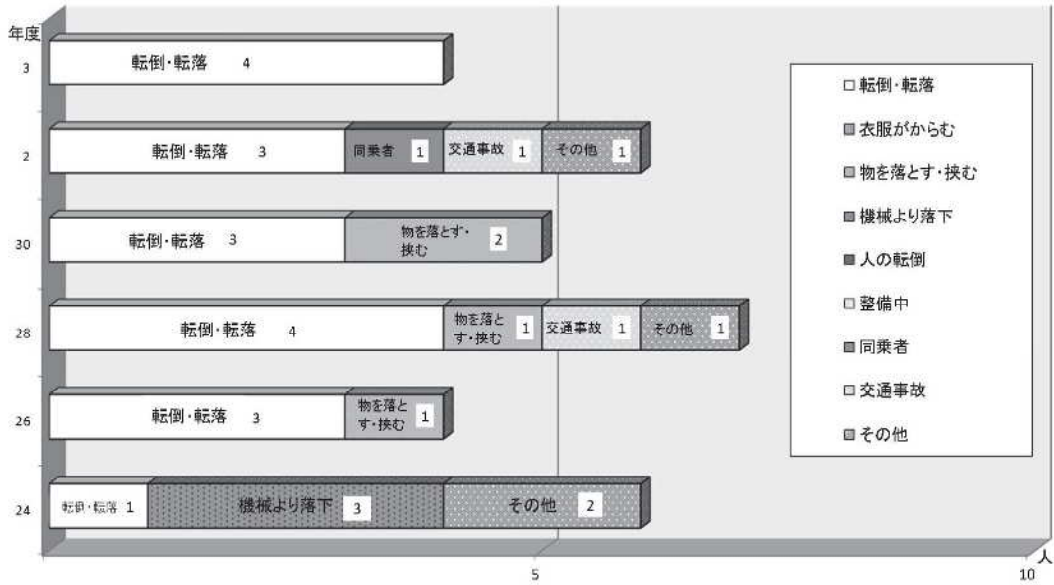 年度
3
転倒・転落 4
2
転倒・転落 3 同乗者 1 交通事故 1 その他 1
30
転倒・転落 3 物を落とす・
挟む 2
28
転倒・転落 4 物を落と
す・挟む 1 交通事故 1 その他 1
26
転倒・転落 3 物を落と
す・挟む 1
24
転倒・転落 1 機械より落下 3 その他 2
5
10
人
転倒・転落
衣服がからむ
物を落とす・挟む
機械より落下
人の転倒
整備中
同乗者
交通事故
その他